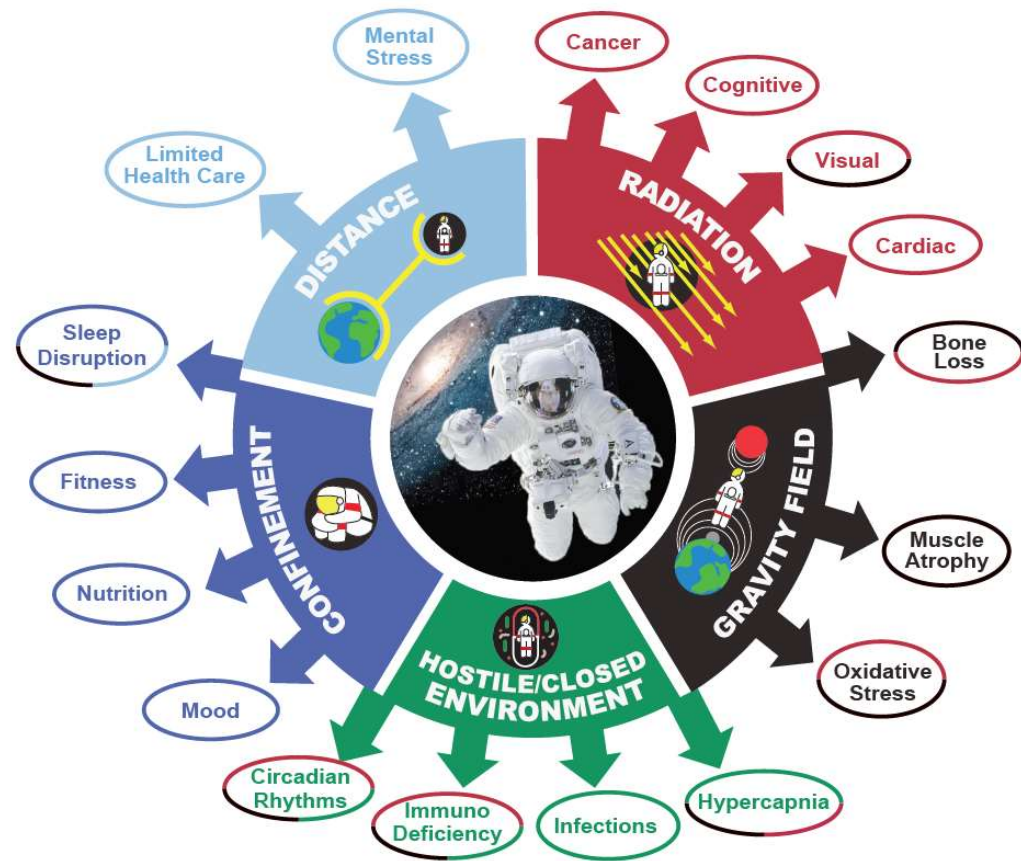 Mental
Stress
Limited
Health Care
DISTANCE
Cancer
Cognitive
Visual
Cardiac
RADIATION
Bone
Loss
Muscle
Atrophy
Oxidative
Stress
GRAVITY FIELD
HOSTILE/CLOSED
ENVIRONMENT
Hypercapnia
Infections
Immuno
Deficiency
Circadian
Rhythms
CONFINEMENT
Mood
Nutrition
Fitness
Sleep
Disruption